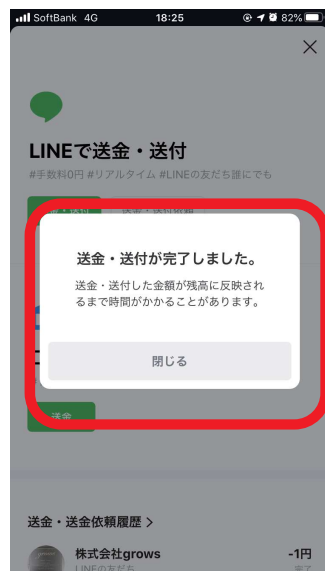 SoftBank 4G 18:25 82%
LINEで送金・送付
#手数料0円 #リアルタイム #LINEの友だち誰にでも
送金・送付が完了しました。
送金・送付した金額が残高に反映され
るまで時間がかかることがあります。
閉じる
送金
送金・送金依頼履歴 >
株式会社grows -1円
LINEの友だち 完了